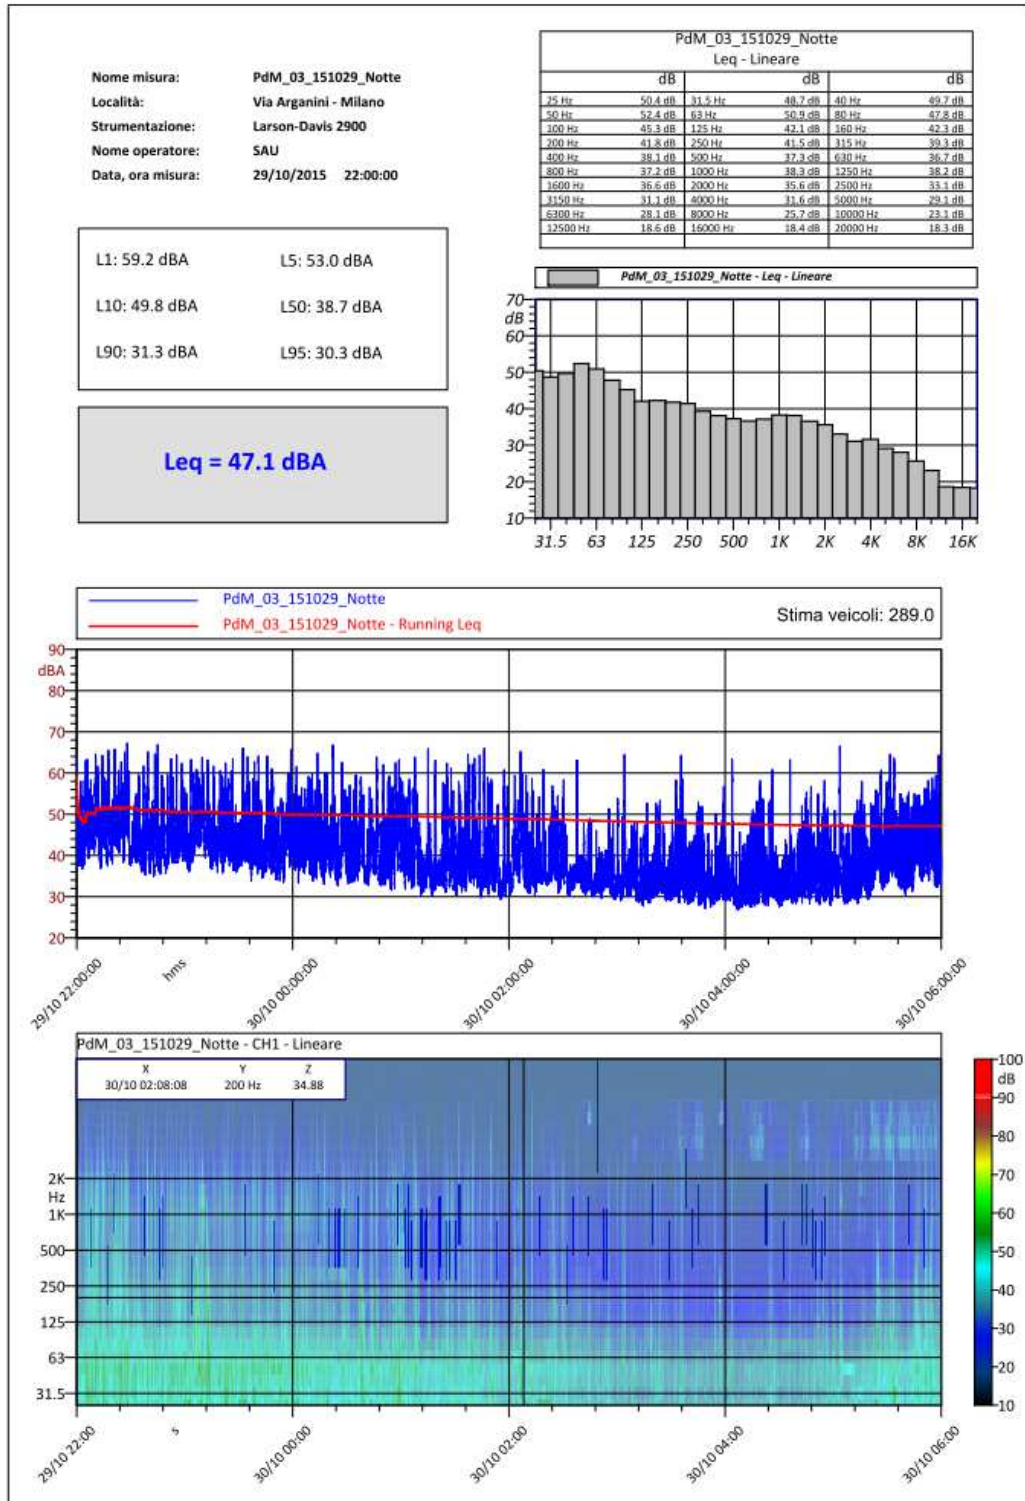 Nome misura: PdM_03_151029_Notte
Località: Via Arganini - Milano
Strumentazione: Larson-Davis 2900
Nome operatore: SAU
Data, ora misura: 29/10/2015 22:00:00
PdM_03_151029_Notte
Leq - Lineare
dB dB dB
25 Hz 50.4 dB 31.5 Hz 48.7 dB 40 Hz 49.7 dB
50 Hz 52.4 dB 63 Hz 50.9 dB 80 Hz 47.8 dB
100 Hz 45.3 dB 125 Hz 42.1 dB 160 Hz 42.3 dB
200 Hz 41.8 dB 250 Hz 41.5 dB 315 Hz 39.3 dB
400 Hz 38.1 dB 500 Hz 37.3 dB 630 Hz 36.7 dB
800 Hz 37.2 dB 1000 Hz 38.3 dB 1250 Hz 38.2 dB
1600 Hz 36.6 dB 2000 Hz 35.6 dB 2500 Hz 33.1 dB
3150 Hz 31.1 dB 4000 Hz 31.6 dB 5000 Hz 29.1 dB
6300 Hz 28.1 dB 8000 Hz 25.7 dB 10000 Hz 23.1 dB
12500 Hz 18.6 dB 16000 Hz 18.4 dB 20000 Hz 18.3 dB
L1: 59.2 dBA L5: 53.0 dBA
L10: 49.8 dBA L50: 38.7 dBA
L90: 31.3 dBA L95: 30.3 dBA
Leq = 47.1 dBA
PdM_03_151029_Notte - Leq - Lineare
70
dB
60
50
40
30
20
10
31.5 63 125 250 500 1K 2K 4K 8K 16K
PdM_03_151029_Notte
PdM_03_151029_Notte - Running Leq
Stima veicoli: 289.0
90
dBA
80
70
60
50
40
30
20
29/10 22:00:00 hms 30/10 00:00:00 30/10 02:00:00 30/10 04:00:00 30/10 06:00:00
PdM_03_151029_Notte - CH1 - Lineare
X Y Z
30/10 02:08:08 200 Hz 34.88
2K
Hz
1K
500
250
125
63
31.5
29/10 22:00 s 30/10 00:00 30/10 02:00 30/10 04:00 30/10 06:00
100
dB
90
80
70
60
50
40
30
20
10